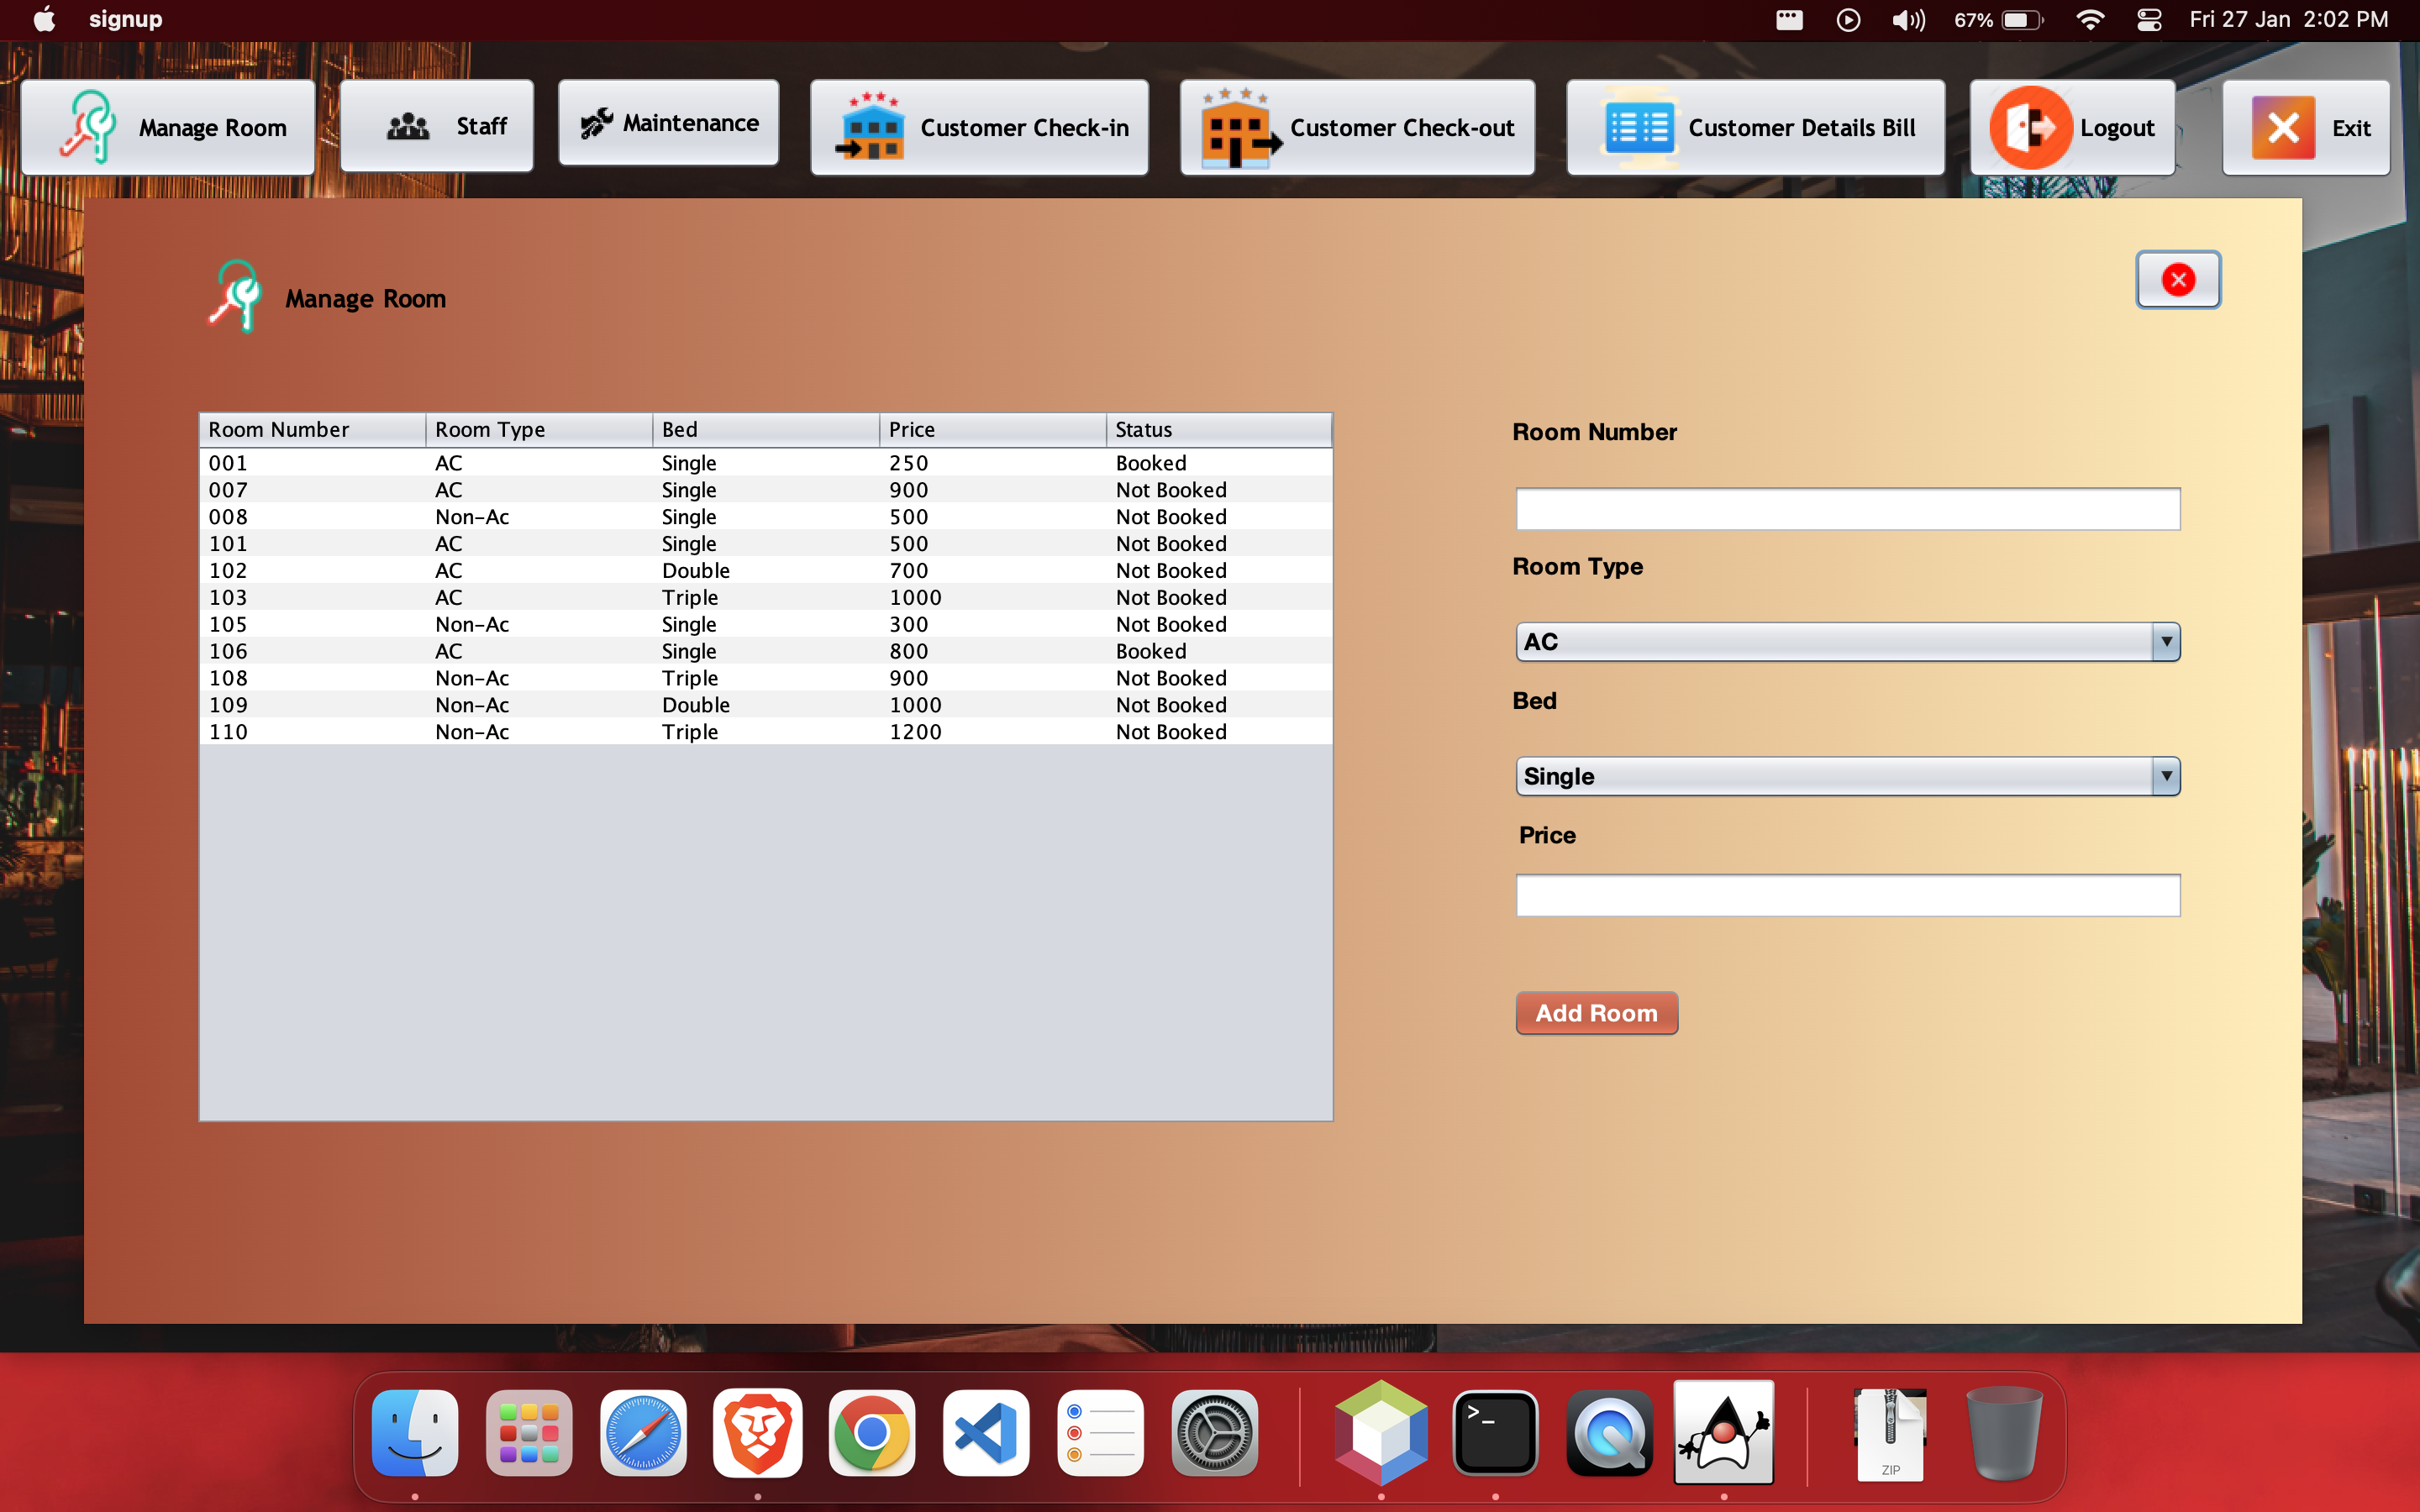 signup 67% Fri 27 Jan 2:02 PM
Manage Room Staff Maintenance Customer Check-in Customer Check-out Customer Details Bill Logout Exit
Manage Room
Room Number Room Type Bed Price Status
001 AC Single 250 Booked
007 AC Single 900 Not Booked
008 Non-Ac Single 500 Not Booked
101 AC Single 500 Not Booked
102 AC Double 700 Not Booked
103 AC Triple 1000 Not Booked
105 Non-Ac Single 300 Not Booked
106 AC Single 800 Booked
108 Non-Ac Triple 900 Not Booked
109 Non-Ac Double 1000 Not Booked
110 Non-Ac Triple 1200 Not Booked
Room Number
Room Type
AC
Bed
Single
Price
Add Room
>_
ZIP